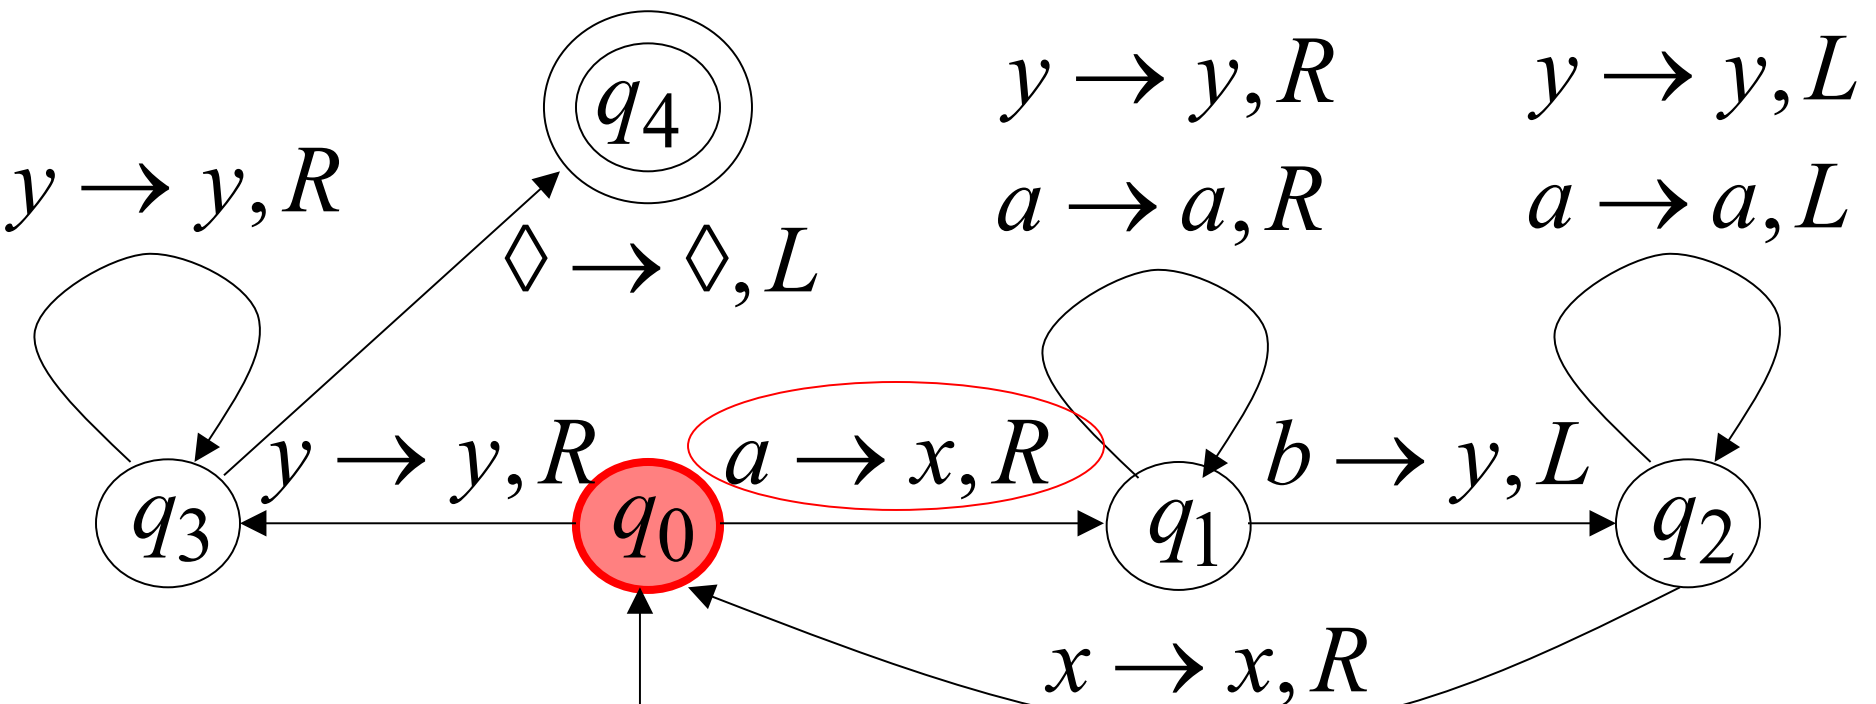 q4
y → y, R
y → y, L
y → y, R
a → a, R
a → a, L
◊ → ◊, L
y → y, R
a → x, R
b → y, L
q3
q0
q1
q2
x → x, R